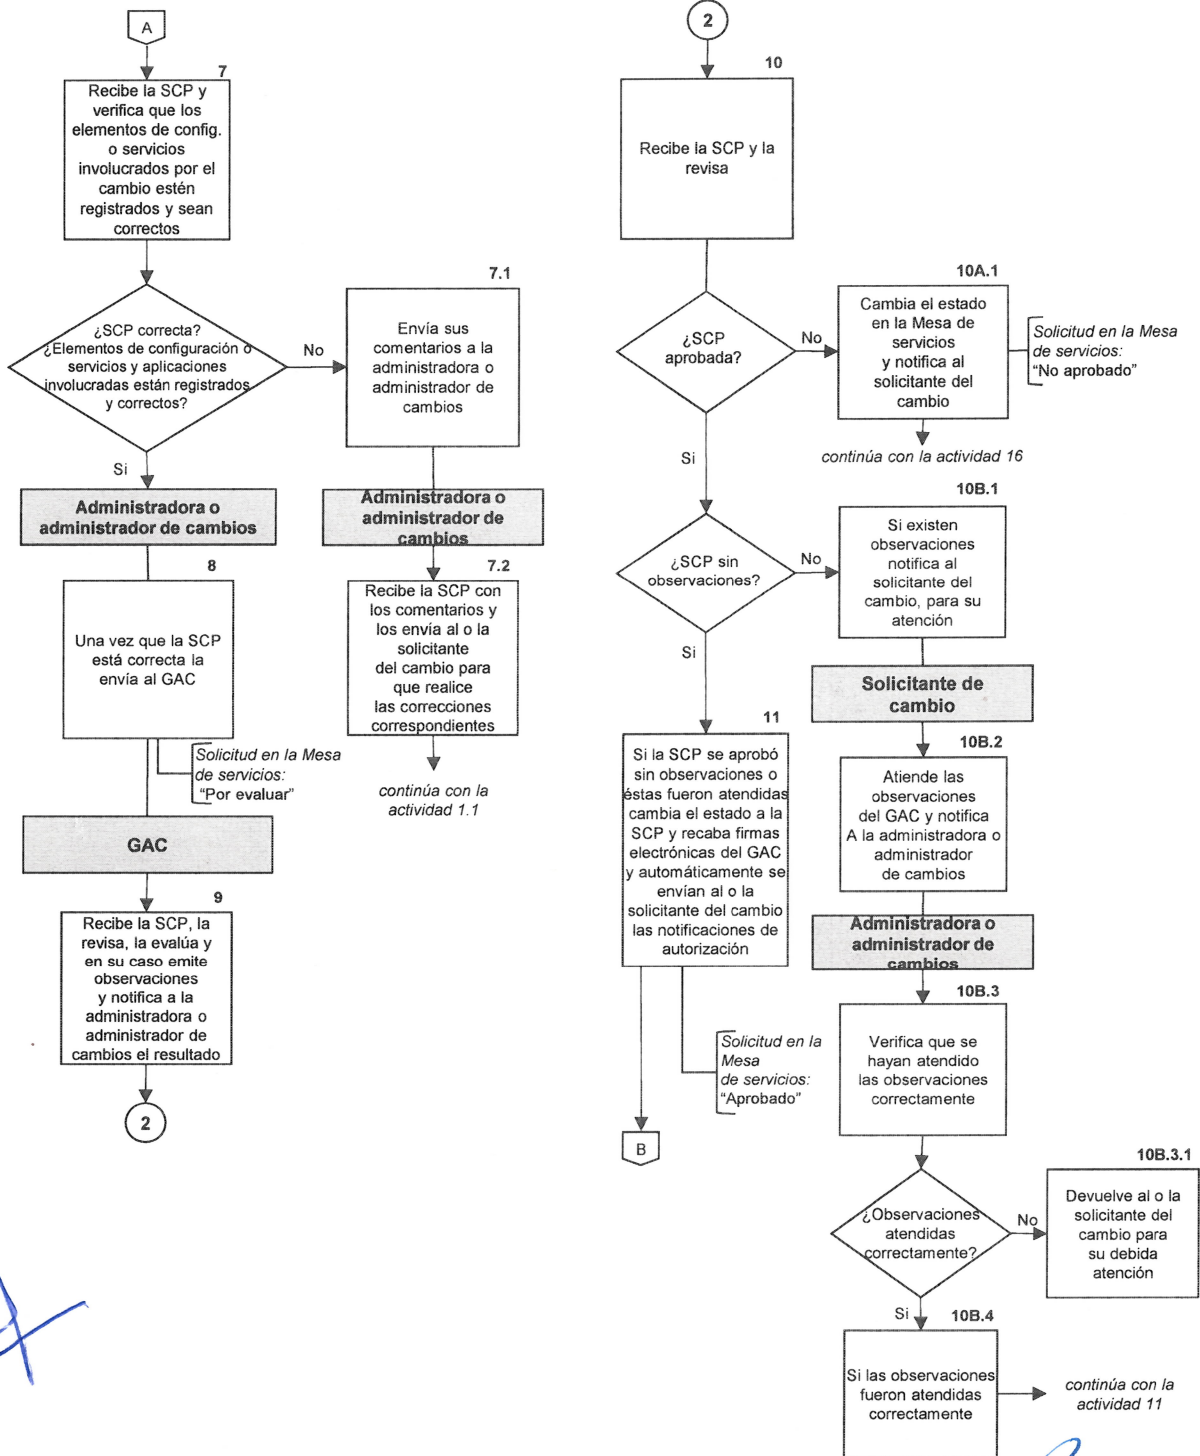 A
7
Recibe la SCP y
verifica que los
elementos de config.
o servicios
involucrados por el
cambio estén
registrados y sean
correctos
¿SCP correcta?
¿Elementos de configuración o
servicios y aplicaciones
involucradas están registrados
y correctos?
No
7.1
Envía sus
comentarios a la
administradora o
administrador de
cambios
Si
Administradora o
administrador de cambios
Administradora o
administrador de
cambios
8
Una vez que la SCP
está correcta la
envía al GAC
7.2
Recibe la SCP con
los comentarios y
los envía al o la
solicitante
del cambio para
que realice
las correcciones
correspondientes
Solicitud en la Mesa
de servicios:
"Por evaluar"
continúa con la
actividad 1.1
GAC
9
Recibe la SCP, la
revisa, la evalúa y
en su caso emite
observaciones
y notifica a la
administradora o
administrador de
cambios el resultado
2
2
10
Recibe la SCP y la
revisa
¿SCP
aprobada?
No
10A.1
Cambia el estado
en la Mesa de
servicios
y notifica al
solicitante del
cambio
Solicitud en la Mesa
de servicios:
“No aprobado”
continúa con la actividad 16
Si
¿SCP sin
observaciones?
No
10B.1
Si existen
observaciones
notifica al
solicitante del
cambio, para su
atención
Si
Solicitante de
cambio
11
Si la SCP se aprobó
sin observaciones o
éstas fueron atendidas
cambia el estado a la
SCP y recaba firmas
electrónicas del GAC
y automáticamente se
envían al o la
solicitante del cambio
las notificaciones de
autorización
10B.2
Atiende las
observaciones
del GAC y notifica
A la administradora o
administrador
de cambios
Administradora o
administrador de
cambios
10B.3
Verifica que se
hayan atendido
las observaciones
correctamente
Solicitud en la
Mesa
de servicios:
“Aprobado”
B
¿Observaciones
atendidas
correctamente?
No
10B.3.1
Devuelve al o la
solicitante del
cambio para
su debida
atención
Si
10B.4
Si las observaciones
fueron atendidas
correctamente
continúa con la
actividad 11